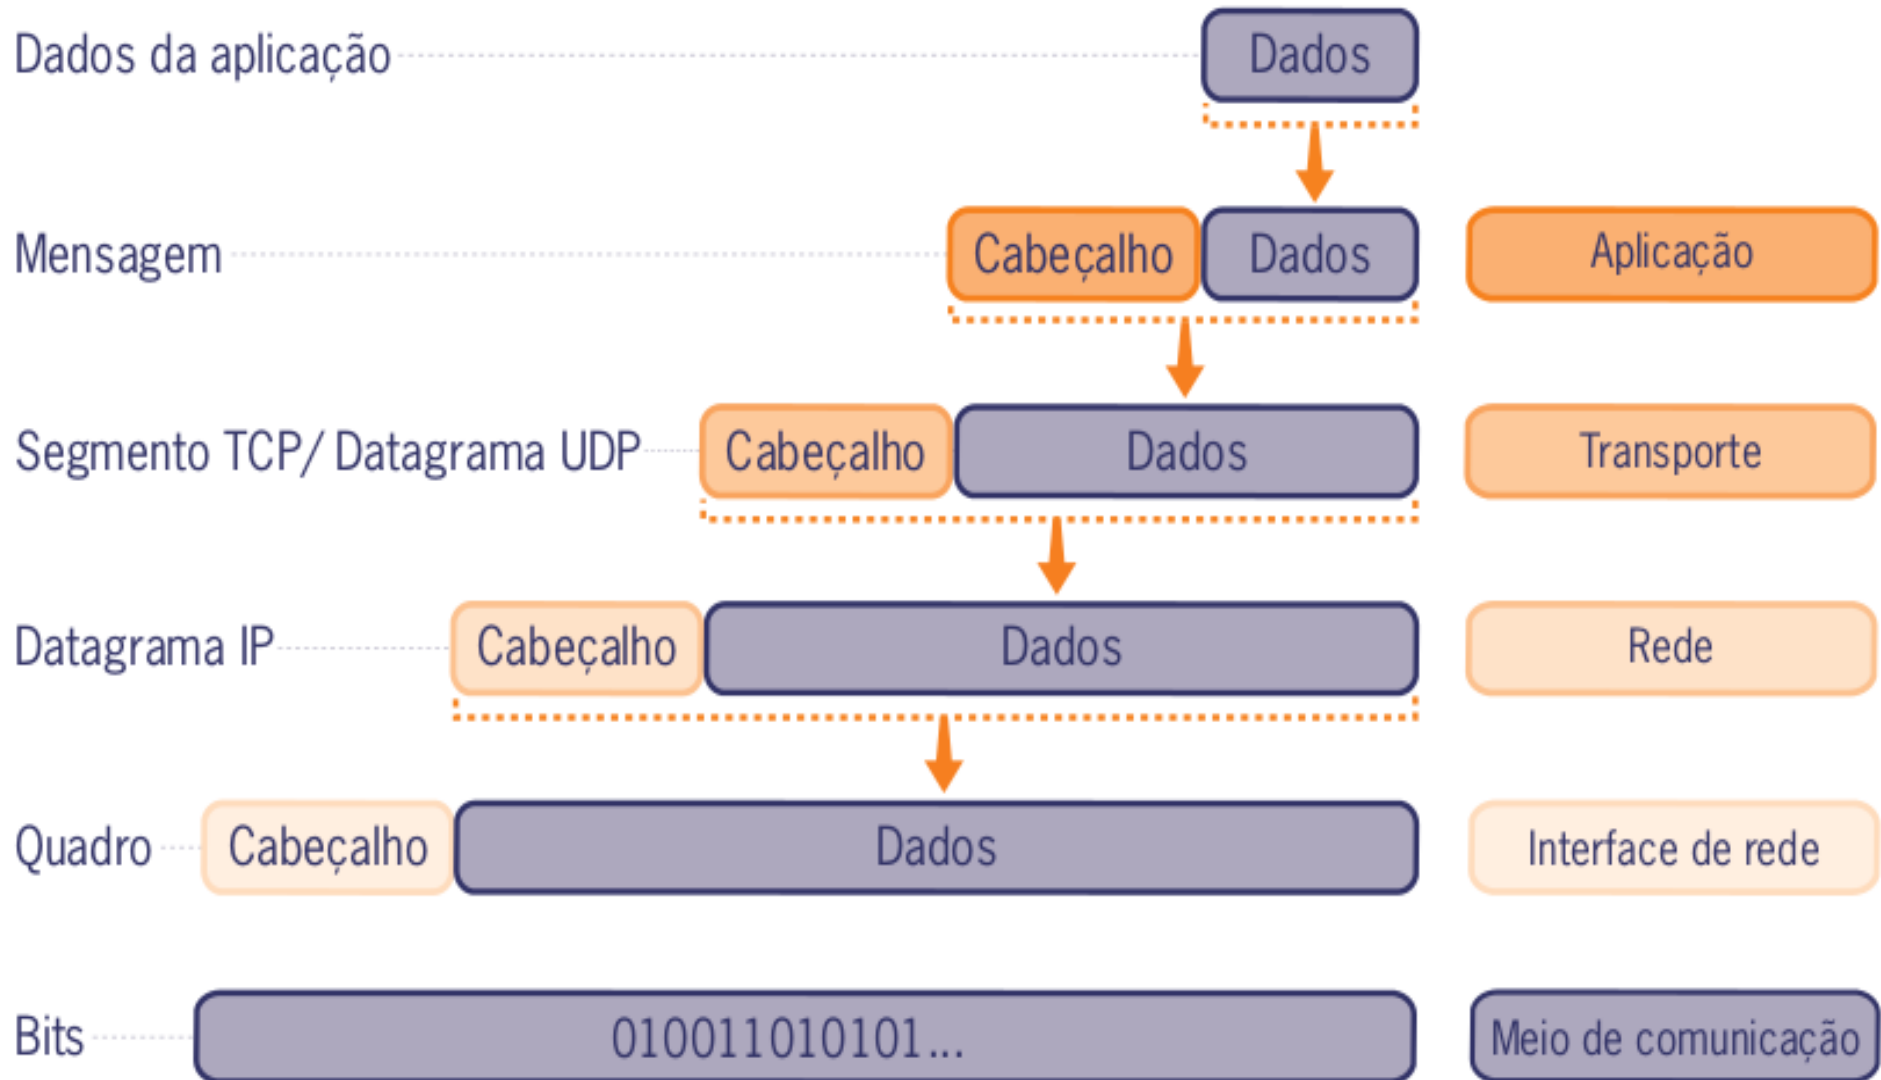 Dados da aplicação Dados
Mensagem Cabeçalho Dados Aplicação
Segmento TCP/ Datagrama UDP Cabeçalho Dados Transporte
Datagrama IP Cabeçalho Dados Rede
Quadro Cabeçalho Dados Interface de rede
Bits 010011010101... Meio de comunicação